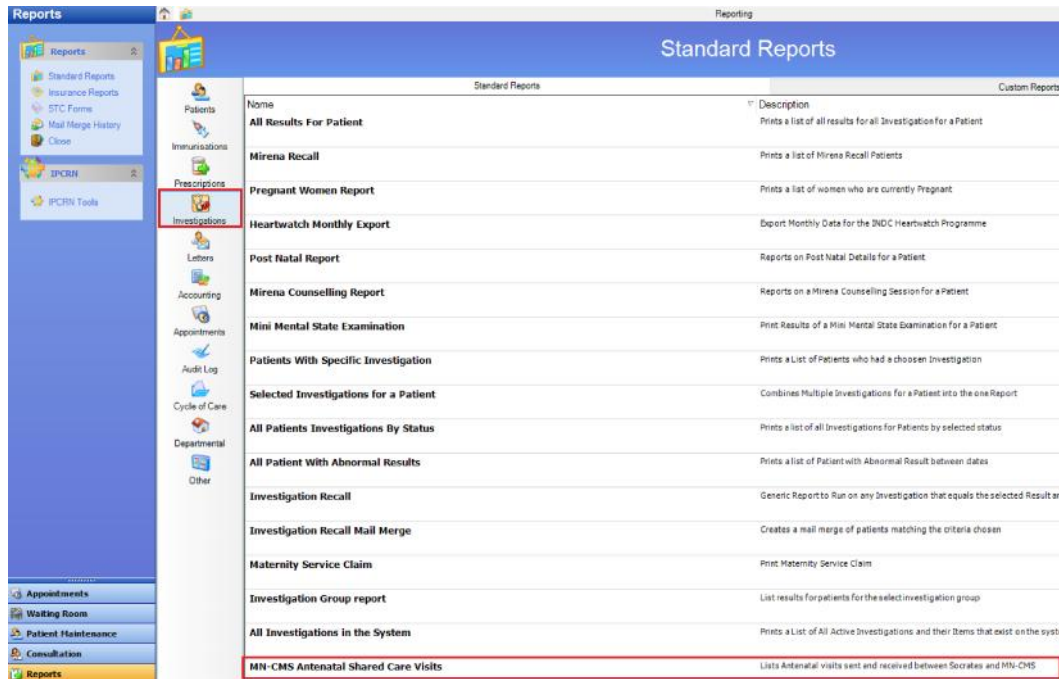 Reports
Reporting
Reports
Standard Reports
Insurance Reports
STC Forms
Mail Merge History
Close
IPCRN
IPCRN Tools
Appointments
Waiting Room
Patient Maintenance
Consultation
Reports
Standard Reports
Patients
Immunisations
Prescriptions
Investigations
Letters
Accounting
Appointments
Audit Log
Cycle of Care
Departmental
Other
Standard Reports Custom Reports
Name Description
All Results For Patient Prints a list of all results for all Investigation for a Patient
Mirena Recall Prints a list of Mirena Recall Patients
Pregnant Women Report Prints a list of women who are currently Pregnant
Heartwatch Monthly Export Export Monthly Data for the INDC Heartwatch Programme
Post Natal Report Reports on Post Natal Details for a Patient
Mirena Counselling Report Reports on a Mirena Counselling Session for a Patient
Mini Mental State Examination Print Results of a Mini Mental State Examination for a Patient
Patients With Specific Investigation Prints a List of Patients who had a choosen Investigation
Selected Investigations for a Patient Combines Multiple Investigations for a Patient into the one Report
All Patients Investigations By Status Prints a list of all Investigations for Patients by selected status
All Patient With Abnormal Results Prints a list of Patient with Abnormal Result between dates
Investigation Recall Generic Report to Run on any Investigation that equals the selected Result
Investigation Recall Mail Merge Creates a mail merge of patients matching the criteria chosen
Maternity Service Claim Print Maternity Service Claim
Investigation Group report List results for patients for the select investigation group
All Investigations in the System Prints a List of All Active Investigations and their Items that exist on the
MN-CMS Antenatal Shared Care Visits Lists Antenatal visits sent and received between Socrates and MN-CMS